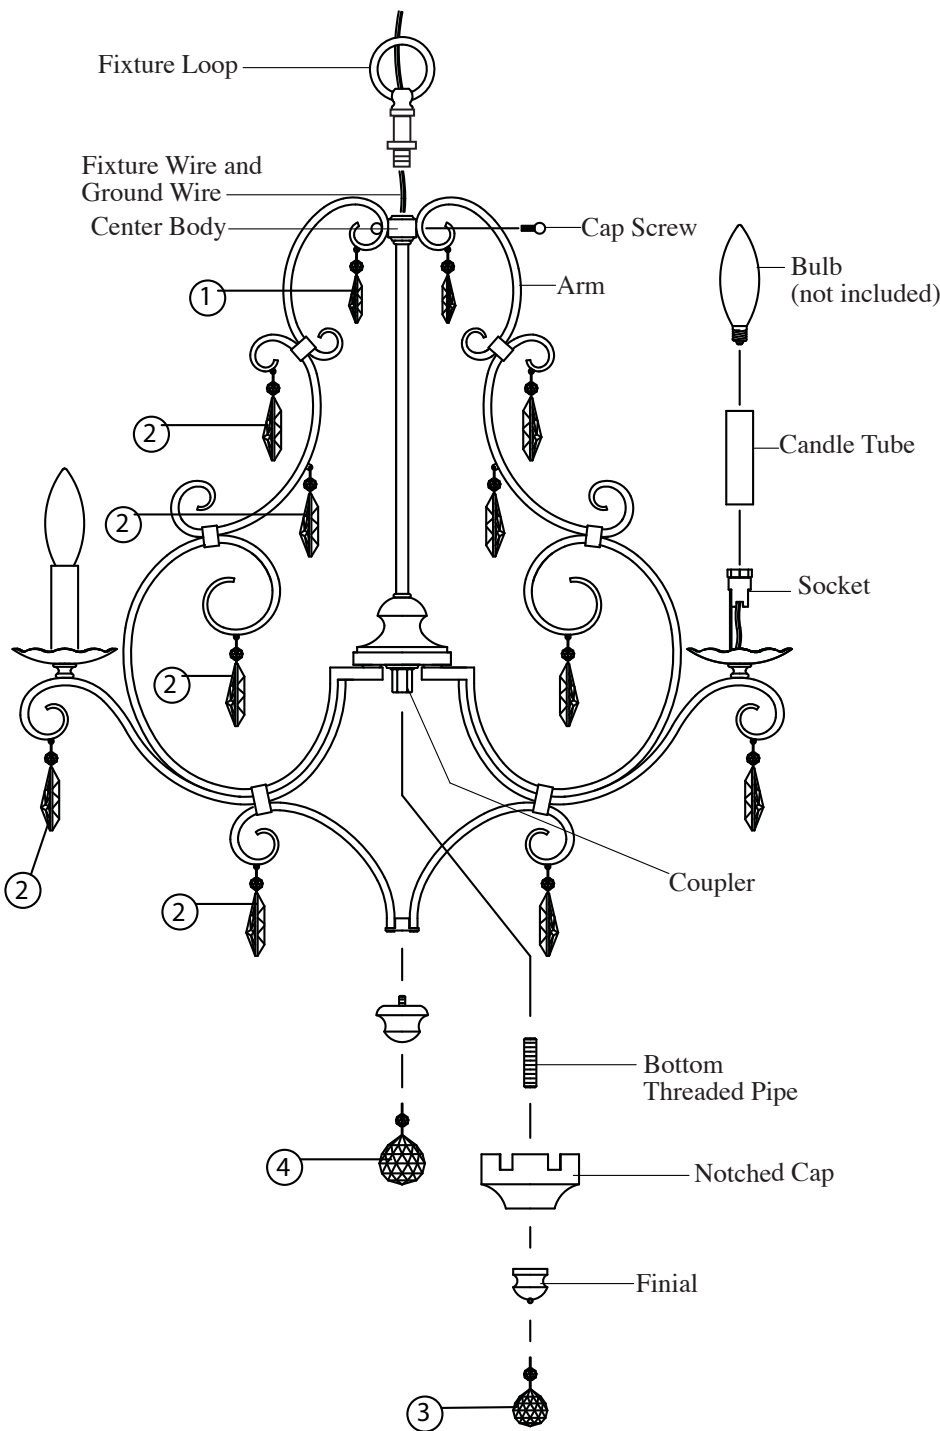 Fixture Loop
Fixture Wire and
Ground Wire
Center Body
Cap Screw
Bulb
(not included)
Arm
1
2
Candle Tube
2
Socket
2
Coupler
2
2
Bottom
Threaded Pipe
4
Notched Cap
Finial
3